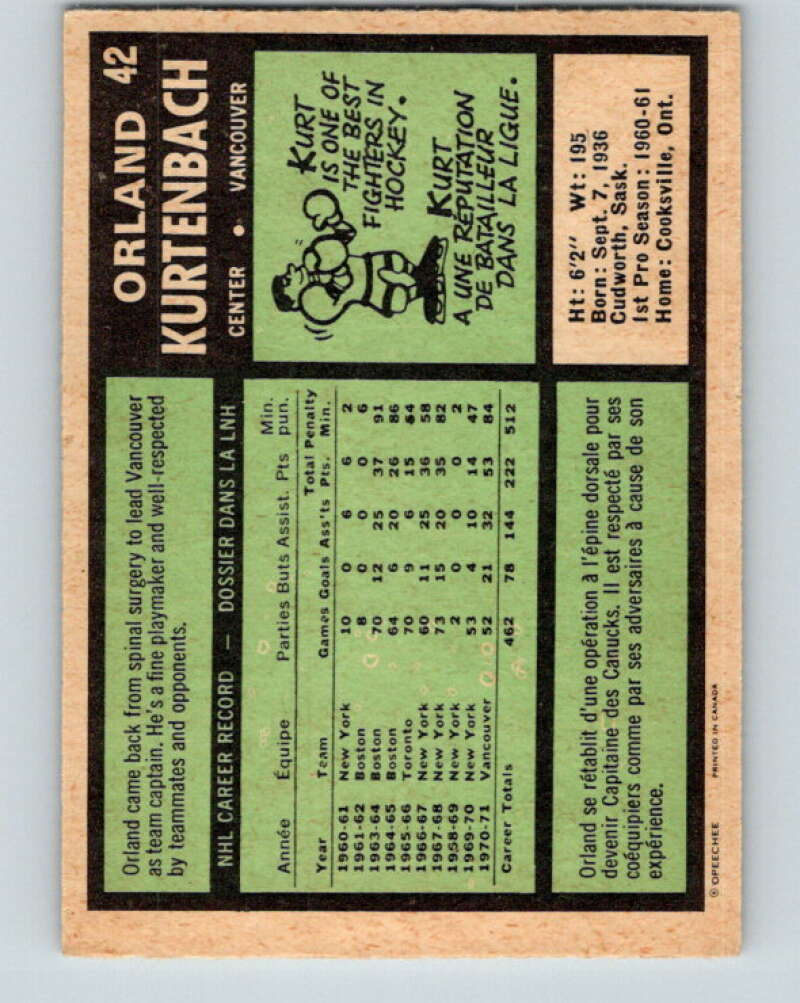 Orland came back from spinal surgery to lead Vancouver
as team captain. He's a fine playmaker and well-respected
by teammates and opponents.
ORLAND 42
KURTENBACH
CENTER • VANCOUVER
NHL CAREER RECORD — DOSSIER DANS LA LNH
Année Équipe Parties Buts Assist. Pts Min. pun.
Total Penalty
Year Team Games Goals Ass'ts Pts. Min.
1960-61 New York 10 0 6 6 2
1961-62 Boston 8 0 0 0 6
1963-64 Boston 70 12 25 37 91
1964-65 Boston 64 6 20 26 86
1965-66 Toronto 70 9 6 15 54
1966-67 New York 60 11 25 36 58
1967-68 New York 73 15 20 35 82
1958-69 New York 2 0 0 0 2
1969-70 New York 53 4 10 14 47
1970-71 Vancouver 52 21 32 53 84
Career Totals 462 78 144 222 512
KURT
IS ONE OF
THE BEST
FIGHTERS IN
HOCKEY.
KURT
A UNE RÉPUTATION
DE BATAILLEUR
DANS LA LIGUE.
Orland se rétablit d'une opération à l'épine dorsale pour
devenir Capitaine des Canucks. Il est respecté par ses
coéquipiers comme par ses adversaires à cause de son
expérience.
Ht: 6'2" Wt: 195
Born: Sept. 7, 1936
Cudworth, Sask.
1st Pro Season: 1960-61
Home: Cooksville, Ont.
© OPEECHEE PRINTED IN CANADA